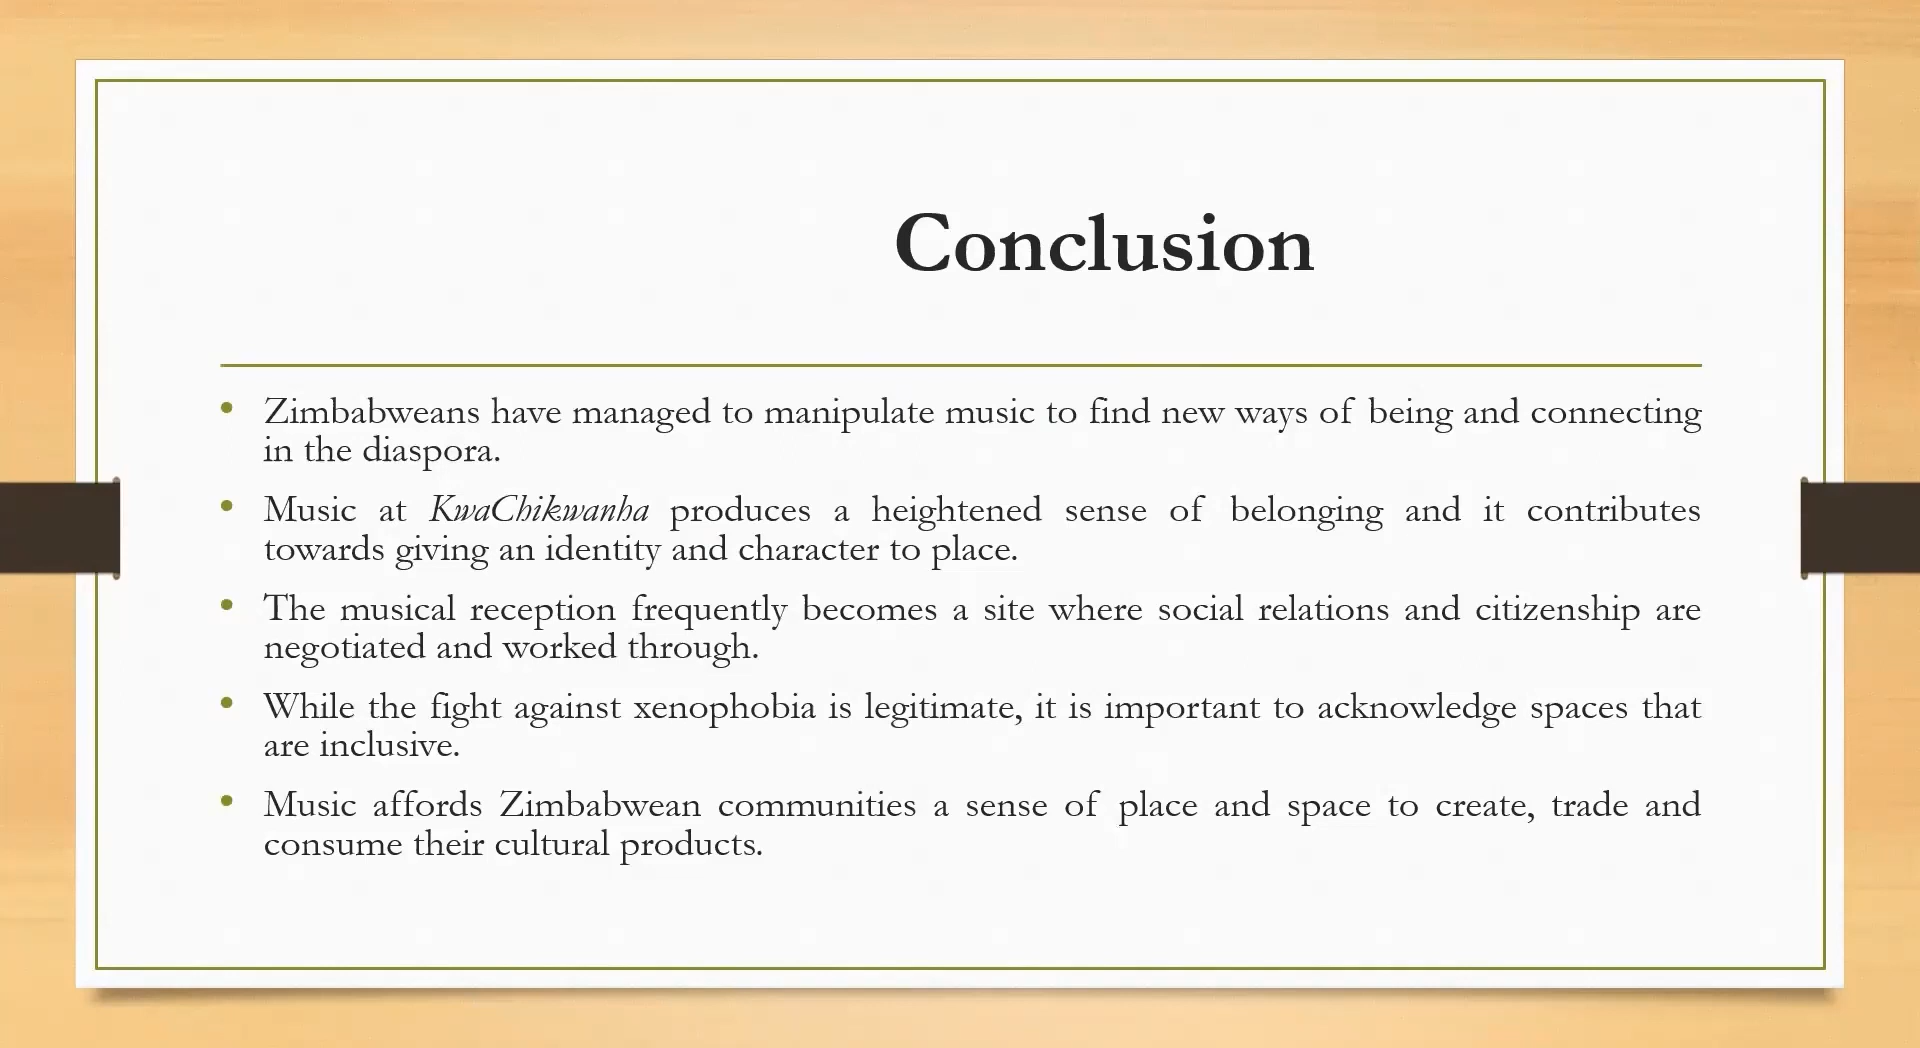 Conclusion
• Zimbabweans have managed to manipulate music to find new ways of being and connecting
in the diaspora.
• Music at KwaChikwanha produces a heightened sense of belonging and it contributes
towards giving an identity and character to place.
• The musical reception frequently becomes a site where social relations and citizenship are
negotiated and worked through.
• While the fight against xenophobia is legitimate, it is important to acknowledge spaces that
are inclusive.
• Music affords Zimbabwean communities a sense of place and space to create, trade and
consume their cultural products.